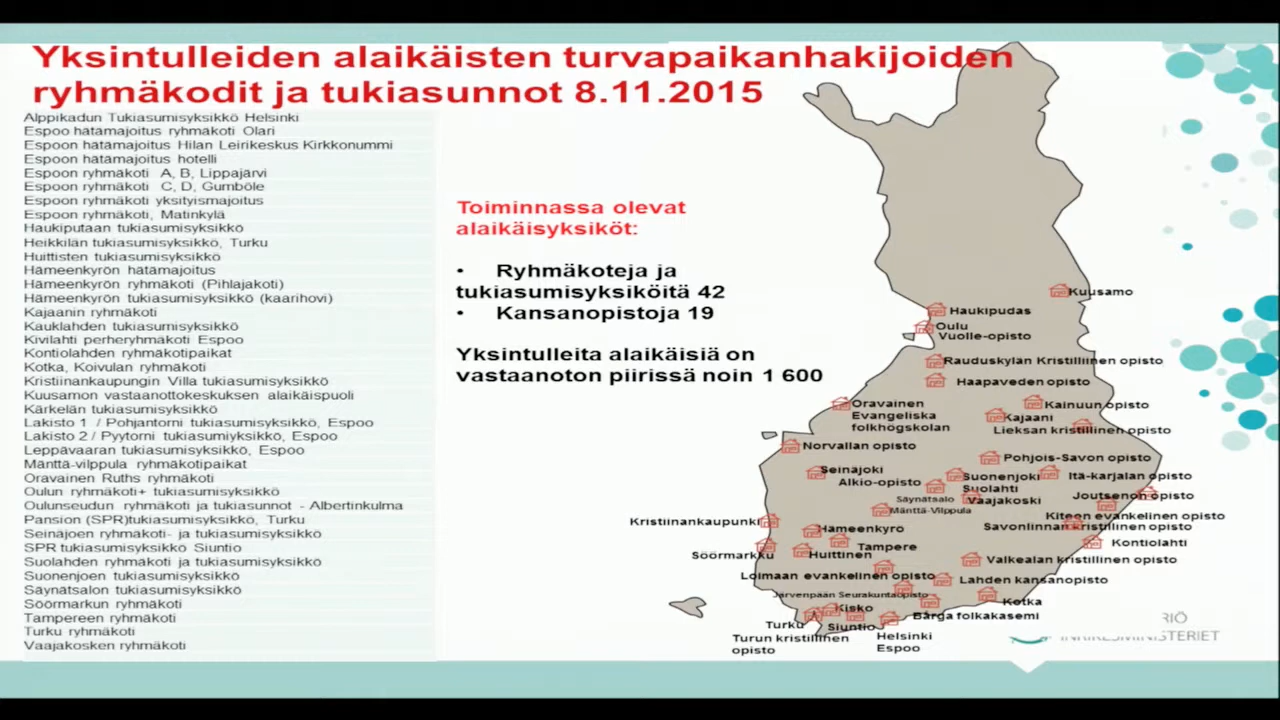 Yksintulleiden alaikäisten turvapaikanhakijoiden
ryhmäkodit ja tukiasunnot 8.11.2015
Alppikadun Tukiasumisyksikkö Helsinki
Espoo hätämajoitus ryhmäkoti Olari
Espoon hätämajoitus Hilan Leirikeskus Kirkkonummi
Espoon hätämajoitus hotelli
Espoon ryhmäkoti A, B, Lippajärvi
Espoon ryhmäkoti C, D, Gumböle
Espoon ryhmäkoti yksityismajoitus
Espoon ryhmäkoti, Matinkylä
Haukiputaan tukiasumisyksikkö
Heikkilän tukiasumisyksikkö, Turku
Huittisten tukiasumisyksikkö
Hämeenkyrön hätämajoitus
Hämeenkyrön ryhmäkoti (Pihlajakoti)
Hämeenkyrön tukiasumisyksikkö (kaarihovi)
Kajaanin ryhmäkoti
Kauklahden tukiasumisyksikkö
Kivilahti perheryhmäkoti Espoo
Kontiolahden ryhmäkotipaikat
Kotka, Koivulan ryhmäkoti
Kristiinankaupungin Villa tukiasumisyksikkö
Kuusamon vastaanottokeskuksen alaikäispuoli
Kärkelän tukiasumisyksikkö
Lakisto 1 / Pohjantorni tukiasumisyksikkö, Espoo
Lakisto 2 / Pyytorni tukiasumiyksikkö, Espoo
Leppävaaran tukiasumisyksikkö, Espoo
Mänttä-vilppula ryhmäkotipaikat
Oravainen Ruths ryhmäkoti
Oulun ryhmäkoti+ tukiasumisyksikkö
Oulunseudun ryhmäkoti ja tukiasunnot - Albertinkulma
Pansion (SPR)tukiasumisyksikkö, Turku
Seinäjoen ryhmäkoti- ja tukiasumisyksikkö
SPR tukiasumisyksikkö Siuntio
Suolahden ryhmäkoti ja tukiasumisyksikkö
Suonenjoen tukiasumisyksikkö
Säynätsalon tukiasumisyksikkö
Söörmarkun ryhmäkoti
Tampereen ryhmäkoti
Turku ryhmäkoti
Vaajakosken ryhmäkoti
Toiminnassa olevat
alaikäisyksiköt:
• Ryhmäkoteja ja
tukiasumisyksiköitä 42
• Kansanopistoja 19
Yksintulleita alaikäisiä on
vastaanoton piirissä noin 1 600
Kuusamo
Haukipudas
Oulu
Vuolle-opisto
Rauduskylän Kristillinen opisto
Haapaveden opisto
Oravainen
Evangeliska
folkhögskolan
Kainuun opisto
Kajaani
Lieksan kristillinen opisto
Norvallan opisto
Pohjois-Savon opisto
Seinäjoki
Alkio-opisto
Suonenjoki
Suolahti
Itä-karjalan opisto
Säynätsalo
Vaajakoski
Joutsenon opisto
Mänttä-Vilppula
Kiteen evankelinen opisto
Kristiinankaupunki
Hämeenkyrö
Savonlinnan kristillinen opisto
Tampere
Kontiolahti
Söörmarkku
Huittinen
Valkealan kristillinen opisto
Loimaan evankelinen opisto
Lahden kansanopisto
Järvenpään Seurakuntaopisto
Kotka
Kisko
Borga folkakasemi
Turku
Siuntio
Turun kristillinen
opisto
Helsinki
Espoo
RIÖ
INRIKESMINISTERIET